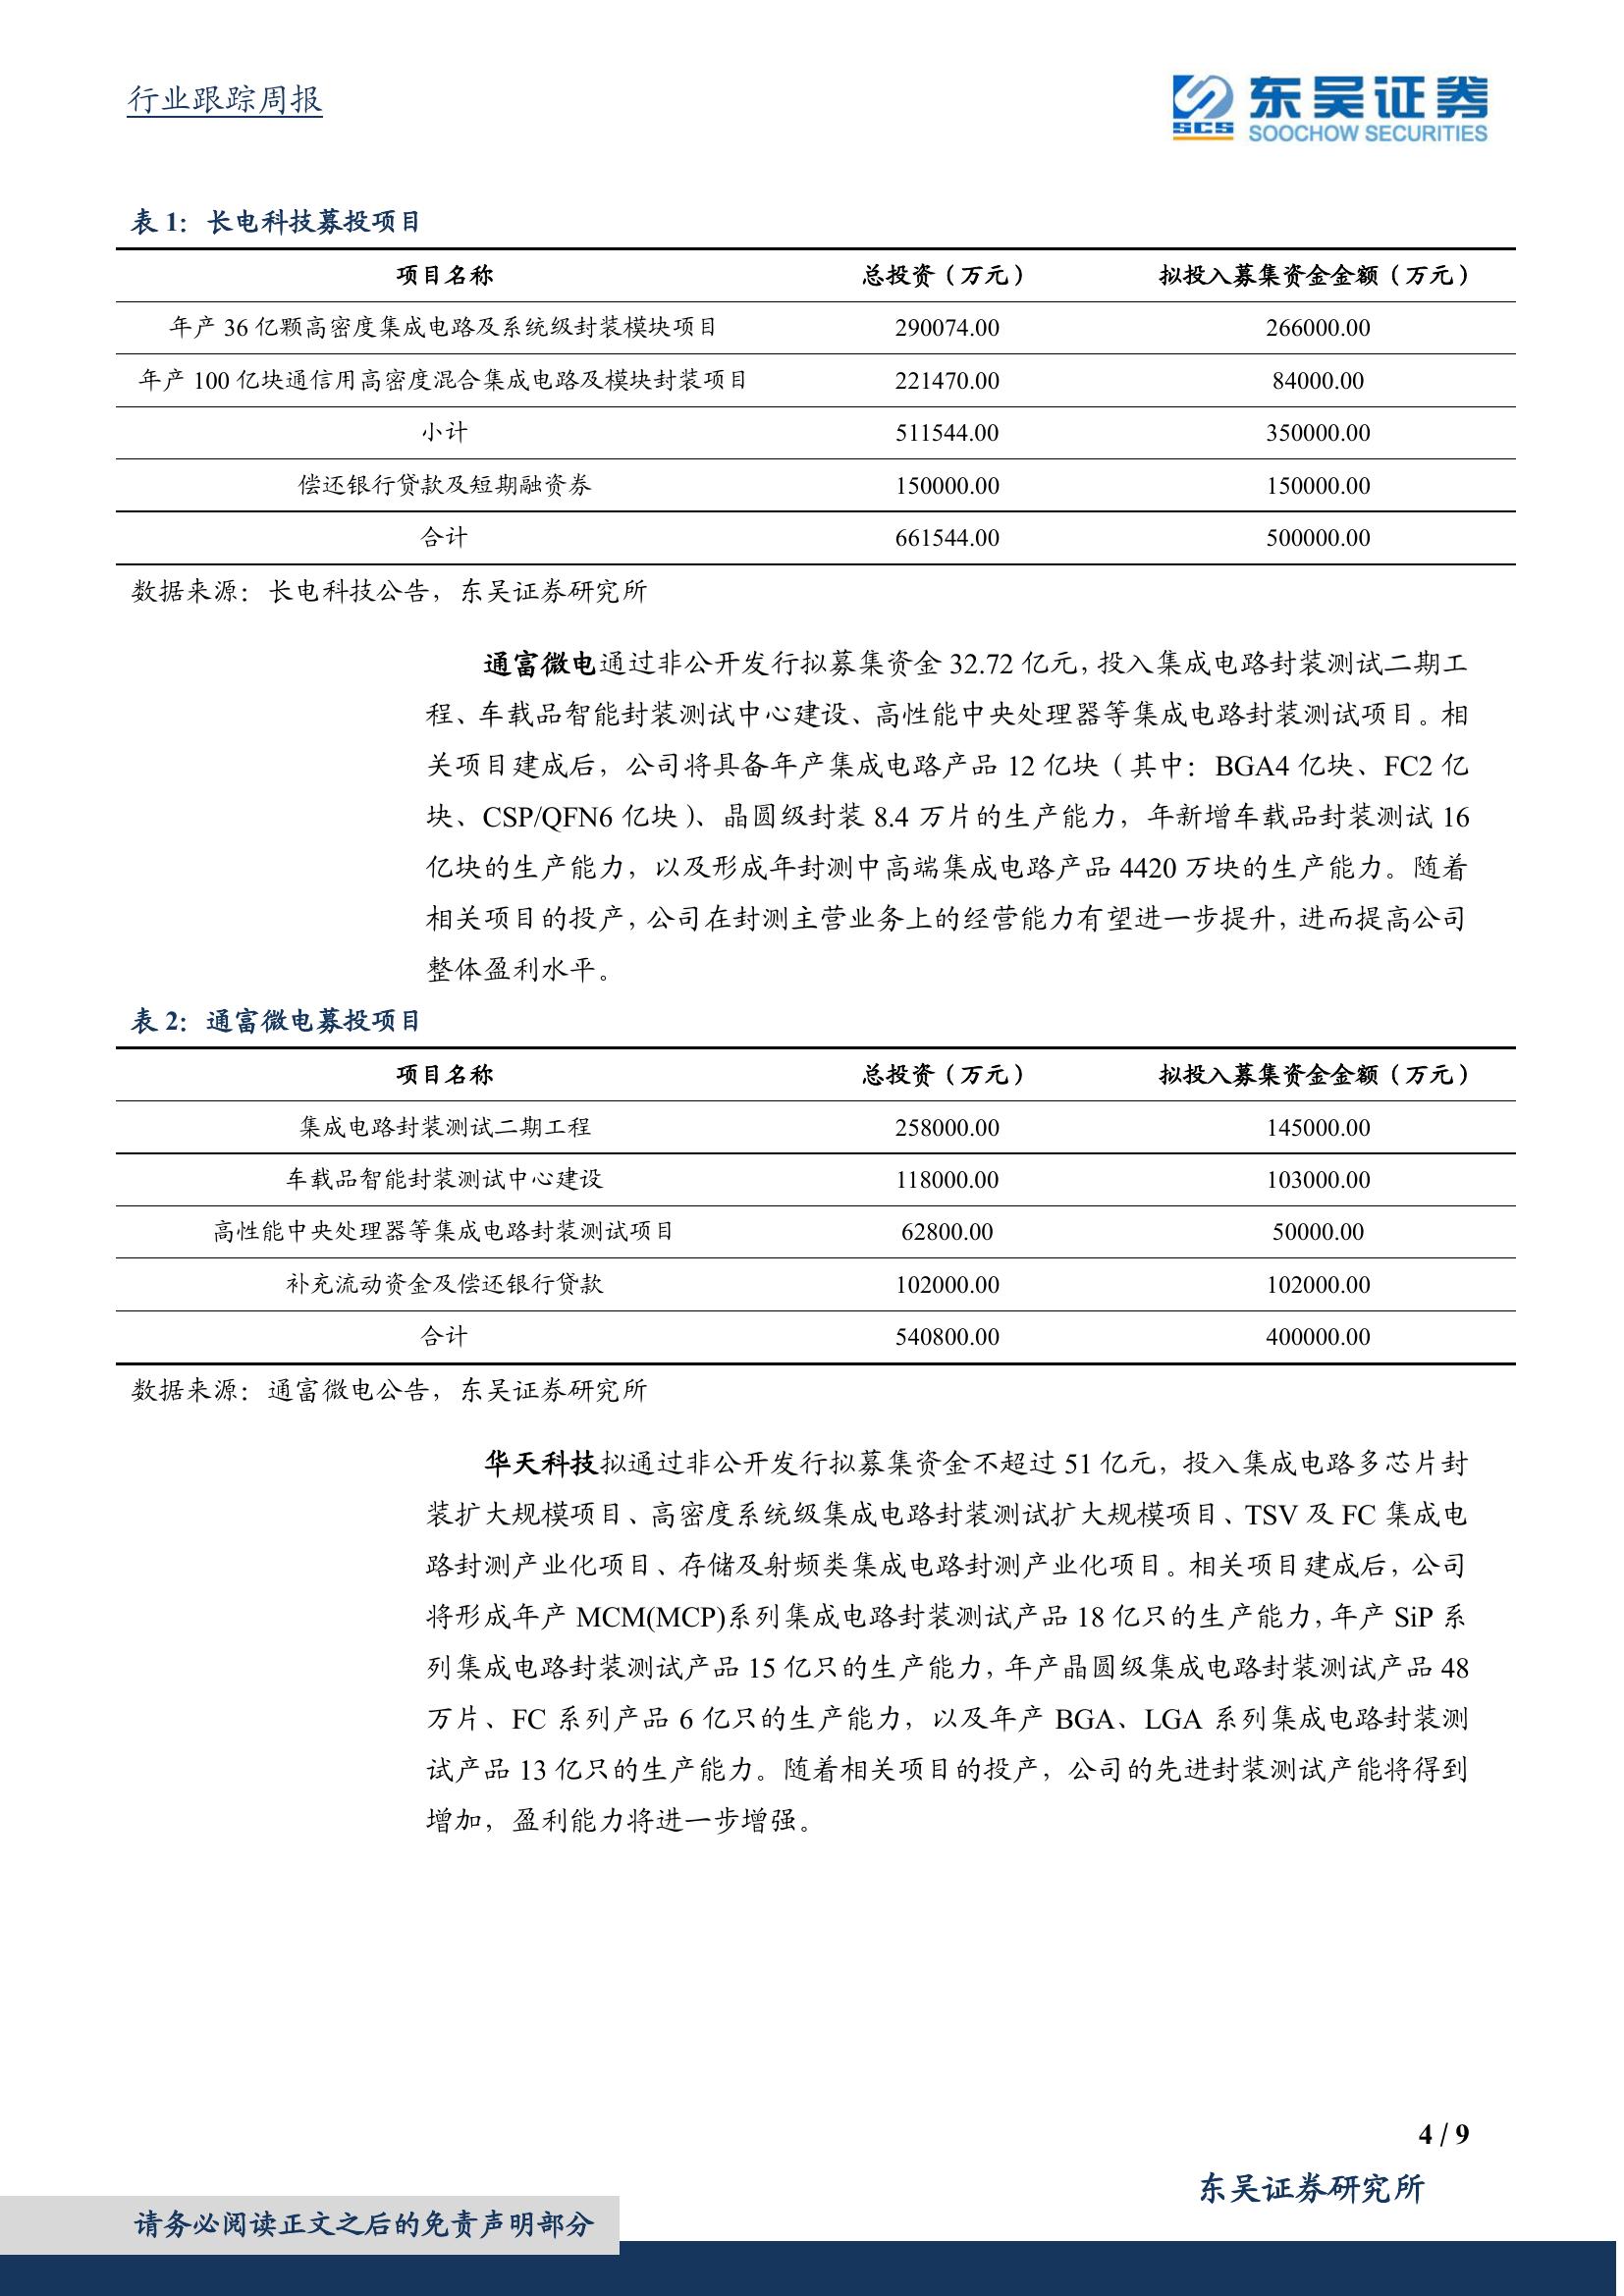 行业跟踪周报
东吴证券
SCS
SOOCHOW SECURITIES
表 1：长电科技募投项目
项目名称 总投资（万元） 拟投入募集资金金额（万元）
年产 36 亿颗高密度集成电路及系统级封装模块项目 290074.00 266000.00
年产 100 亿块通信用高密度混合集成电路及模块封装项目 221470.00 84000.00
小计 511544.00 350000.00
偿还银行贷款及短期融资券 150000.00 150000.00
合计 661544.00 500000.00
数据来源：长电科技公告，东吴证券研究所
通富微电通过非公开发行拟募集资金 32.72 亿元，投入集成电路封装测试二期工
程、车载品智能封装测试中心建设、高性能中央处理器等集成电路封装测试项目。相
关项目建成后，公司将具备年产集成电路产品 12 亿块（其中：BGA4 亿块、FC2 亿
块、CSP/QFN6 亿块）、晶圆级封装 8.4 万片的生产能力，年新增车载品封装测试 16
亿块的生产能力，以及形成年封测中高端集成电路产品 4420 万块的生产能力。随着
相关项目的投产，公司在封测主营业务上的经营能力有望进一步提升，进而提高公司
整体盈利水平。
表 2：通富微电募投项目
项目名称 总投资（万元） 拟投入募集资金金额（万元）
集成电路封装测试二期工程 258000.00 145000.00
车载品智能封装测试中心建设 118000.00 103000.00
高性能中央处理器等集成电路封装测试项目 62800.00 50000.00
补充流动资金及偿还银行贷款 102000.00 102000.00
合计 540800.00 400000.00
数据来源：通富微电公告，东吴证券研究所
华天科技拟通过非公开发行拟募集资金不超过 51 亿元，投入集成电路多芯片封
装扩大规模项目、高密度系统级集成电路封装测试扩大规模项目、TSV 及 FC 集成电
路封测产业化项目、存储及射频类集成电路封测产业化项目。相关项目建成后，公司
将形成年产 MCM(MCP)系列集成电路封装测试产品 18 亿只的生产能力，年产 SiP 系
列集成电路封装测试产品 15 亿只的生产能力，年产晶圆级集成电路封装测试产品 48
万片、FC 系列产品 6 亿只的生产能力，以及年产 BGA、LGA 系列集成电路封装测
试产品 13 亿只的生产能力。随着相关项目的投产，公司的先进封装测试产能将得到
增加，盈利能力将进一步增强。
4 / 9
东吴证券研究所
请务必阅读正文之后的免责声明部分